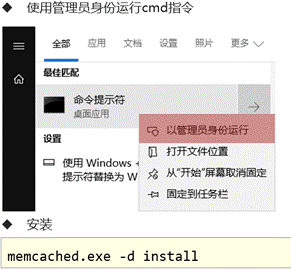 ◆ 使用管理员身份运行cmd指令
全部 应用 文档 设置 照片 更多
最佳匹配
命令提示符
桌面应用
以管理员身份运行
设置
打开文件位置
使用 Windows +
从"开始"屏幕取消固定
提示符替换为 W
固定到任务栏
◆ 安装
memcached.exe -d install